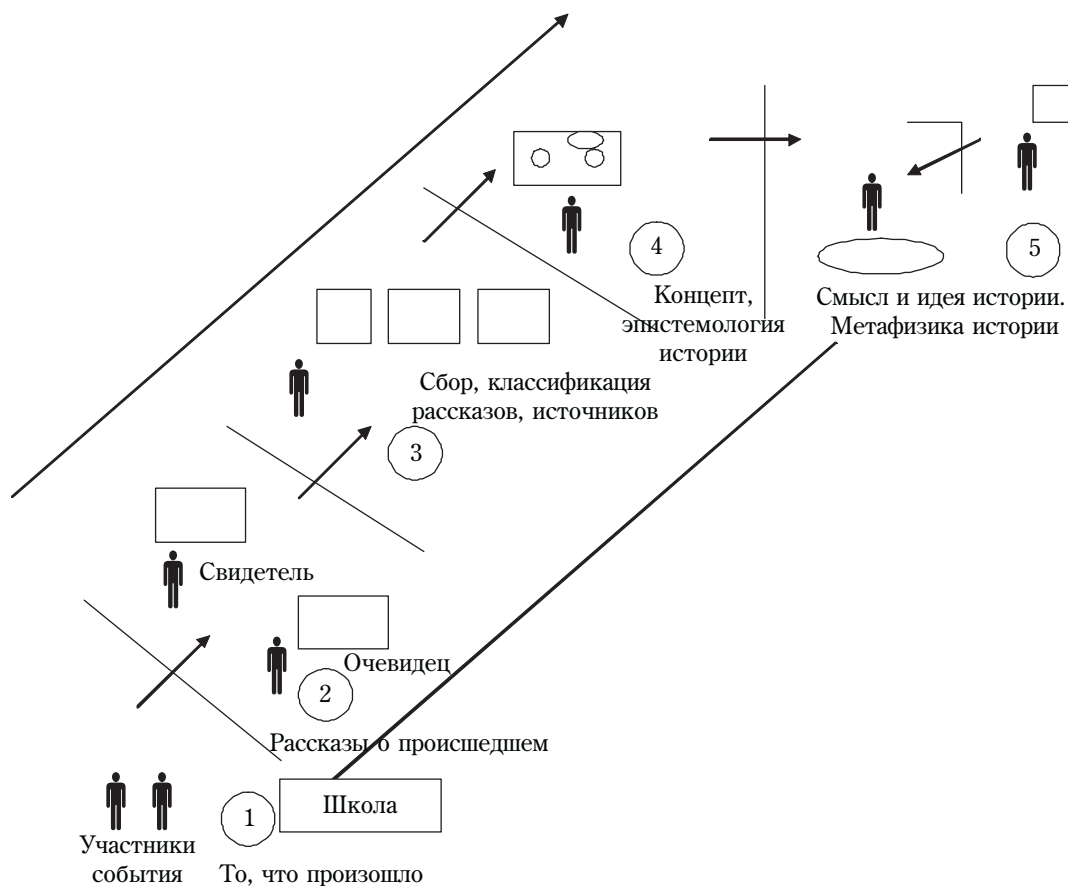 4
5
Концепт,
эпистемология
истории
Смысл и идея истории.
Метафизика истории
Сбор, классификация
рассказов, источников
3
Свидетель
Очевидец
2
Рассказы о происшедшем
1
Школа
Участники
события
То, что произошло